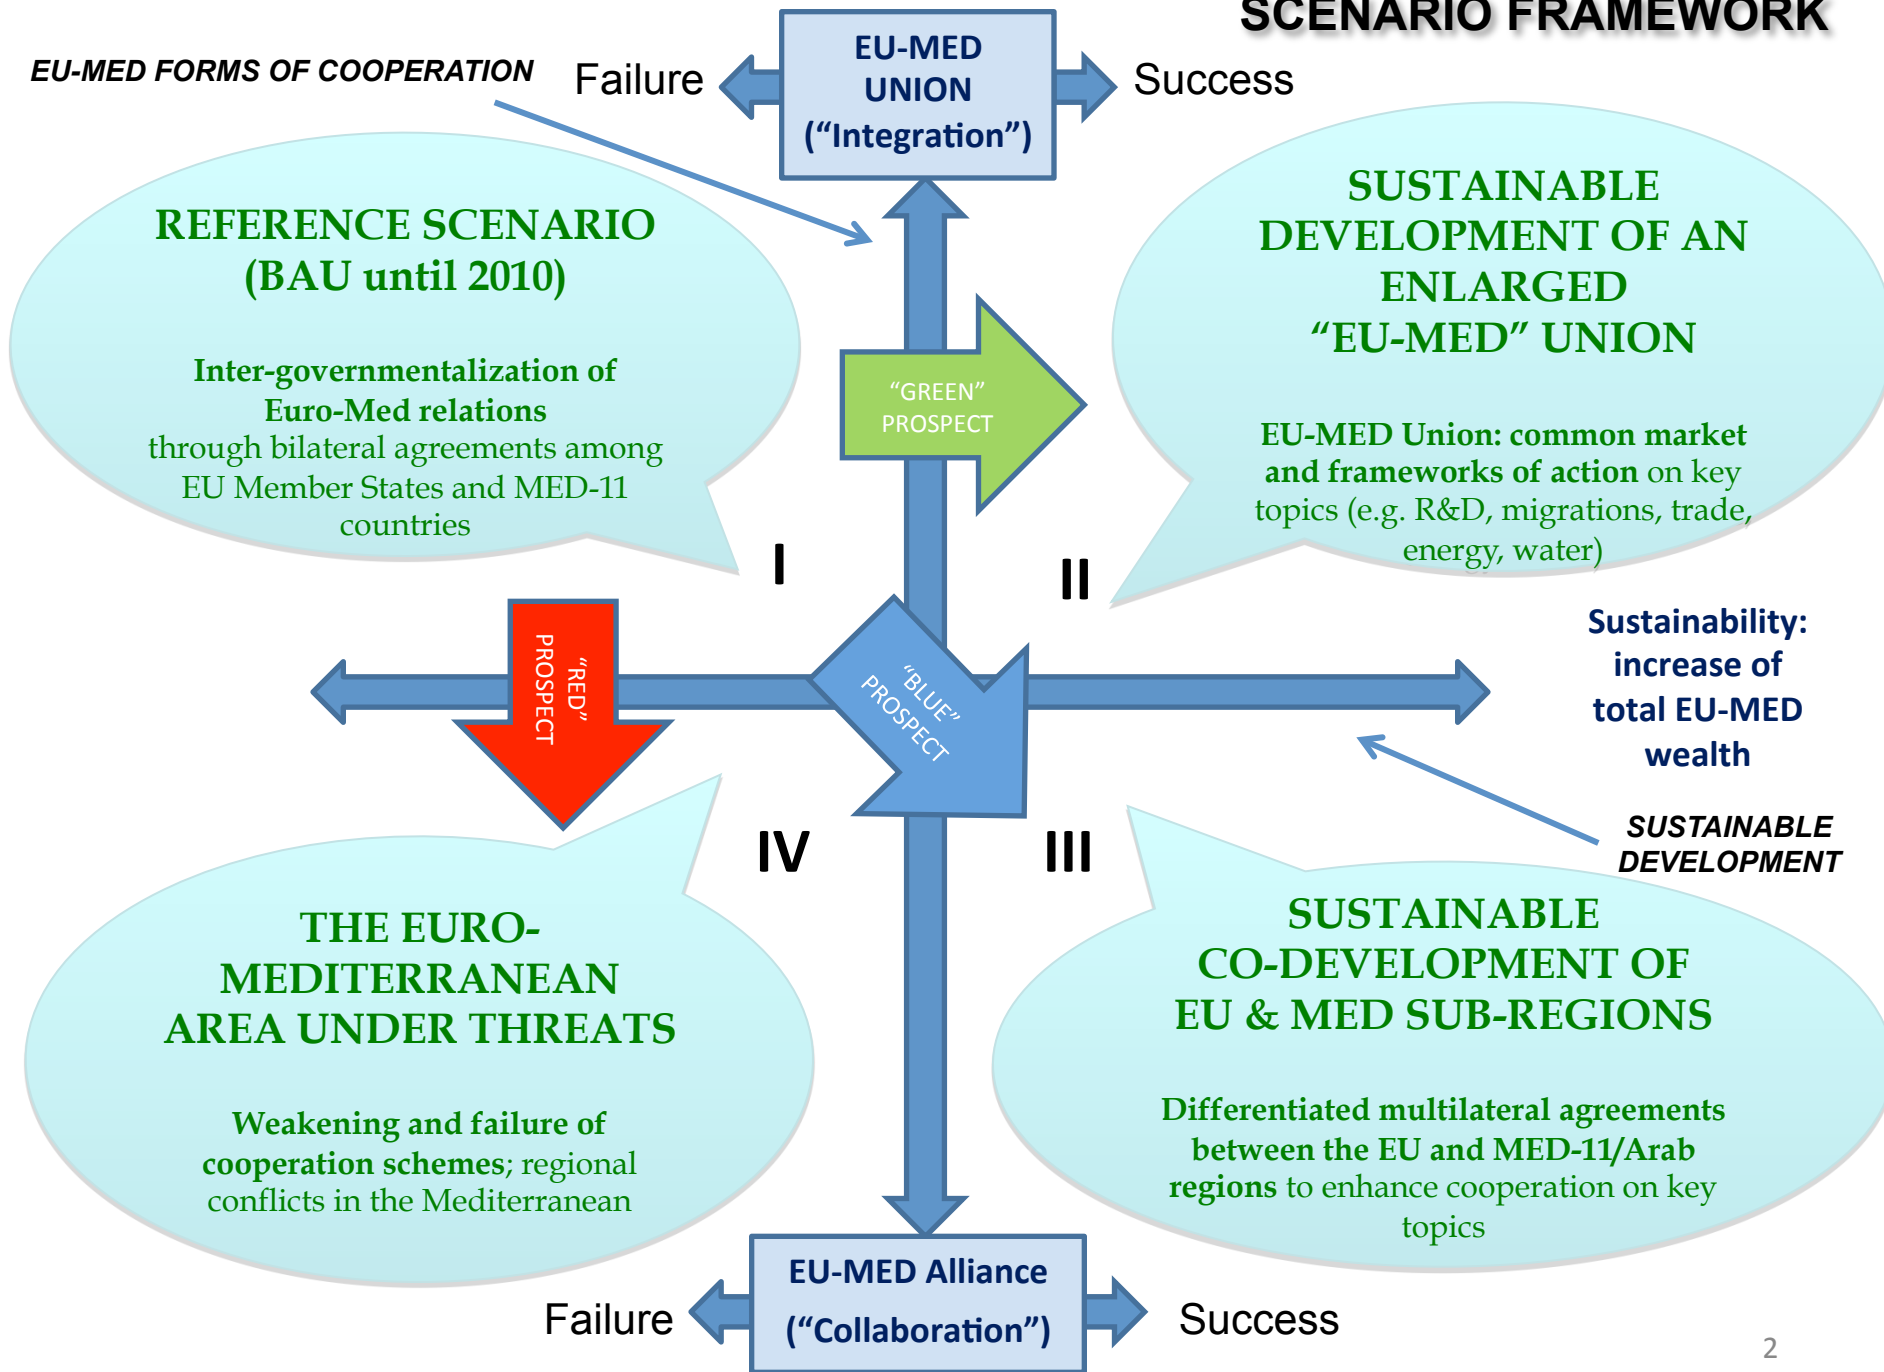 SCENARIO FRAMEWORK
EU-MED FORMS OF COOPERATION
Failure
EU-MED
UNION
(“Integration”)
Success
REFERENCE SCENARIO
(BAU until 2010)
Inter-governmentalization of
Euro-Med relations
through bilateral agreements among
EU Member States and MED-11
countries
SUSTAINABLE
DEVELOPMENT OF AN
ENLARGED
“EU-MED” UNION
EU-MED Union: common market
and frameworks of action on key
topics (e.g. R&D, migrations, trade,
energy, water)
“GREEN”
PROSPECT
I
II
“RED”
PROSPECT
“BLUE”
PROSPECT
Sustainability:
increase of
total EU-MED
wealth
SUSTAINABLE
DEVELOPMENT
IV
III
THE EURO-
MEDITERRANEAN
AREA UNDER THREATS
Weakening and failure of
cooperation schemes; regional
conflicts in the Mediterranean
SUSTAINABLE
CO-DEVELOPMENT OF
EU & MED SUB-REGIONS
Differentiated multilateral agreements
between the EU and MED-11/Arab
regions to enhance cooperation on key
topics
Failure
EU-MED Alliance
(“Collaboration”)
Success
2